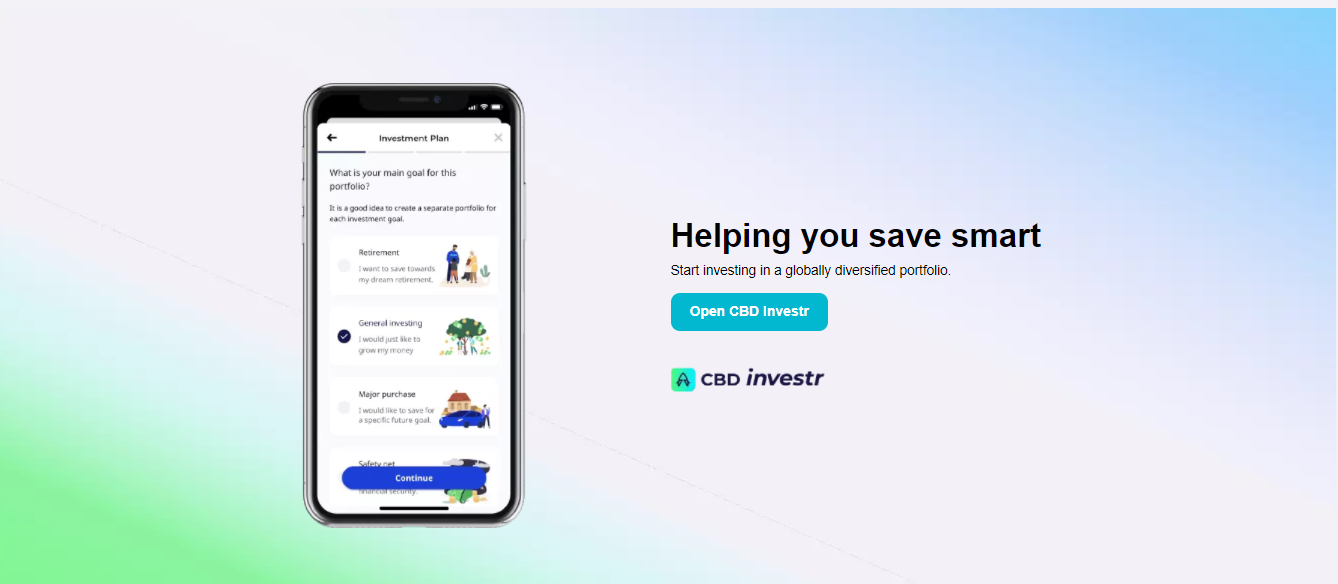 Investment Plan
What is your main goal for this
portfolio?
It is a good idea to create a separate portfolio for
each investment goal.
Retirement
I want to save towards
my dream retirement.
General investing
I would just like to
grow my money
Major purchase
I would like to save for
a specific future goal.
Safety net
Continue
financial security.
Helping you save smart
Start investing in a globally diversified portfolio.
Open CBD Investr
CBD investr